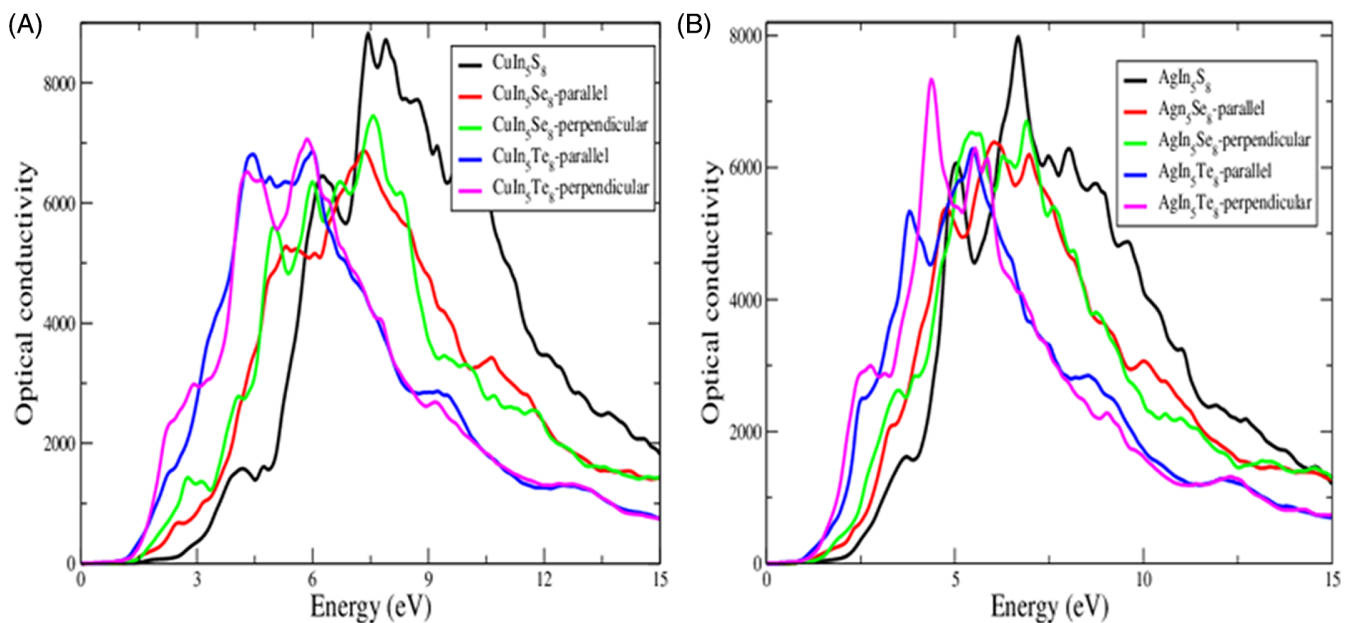 (A)
Optical conductivity
8000
6000
4000
2000
0
0 3 6 9 12 15
Energy (eV)
CuIn5S8
CuIn5Se8-parallel
CuIn5Se8-perpendicular
CuIn5Te8-parallel
CuIn5Te8-perpendicular
(B)
Optical conductivity
8000
6000
4000
2000
0
0 5 10 15
Energy (eV)
AgIn5S8
Agn5Se8-parallel
AgIn5Se8-perpendicular
AgIn5Te8-parallel
AgIn5Te8-perpendicular